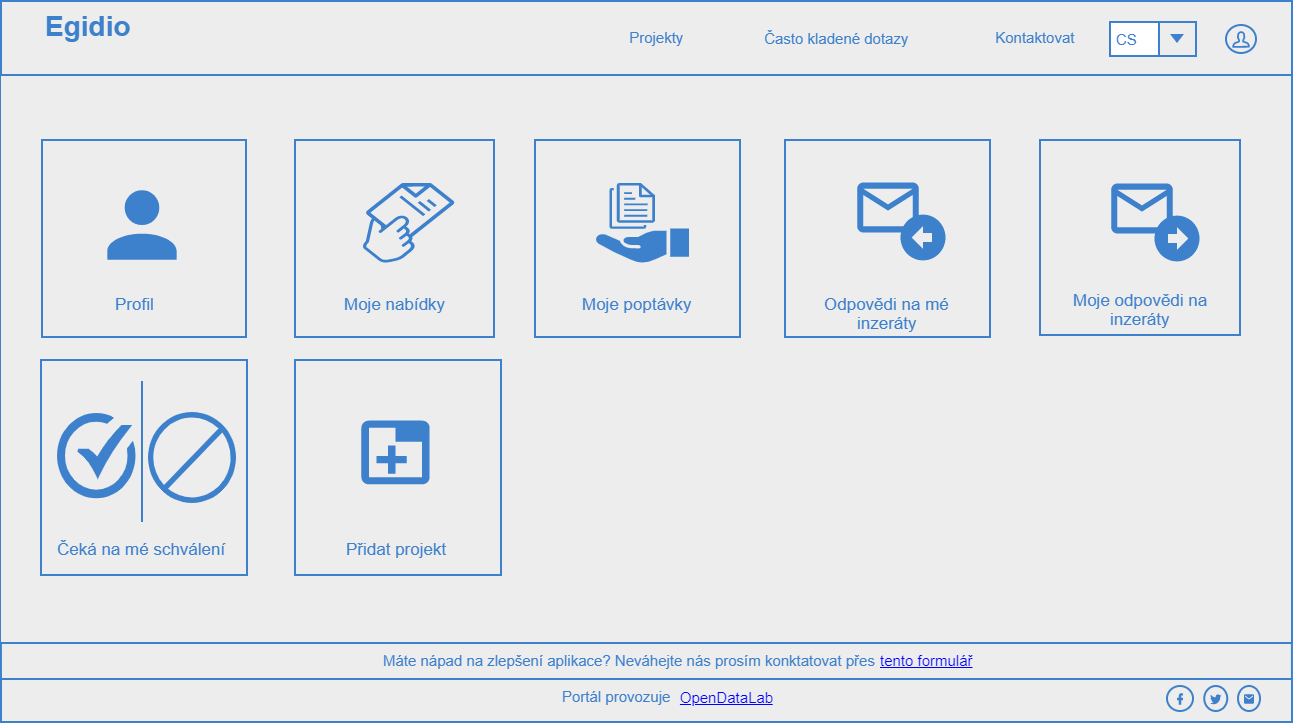 Egidio
Projekty
Často kladené dotazy
Kontaktovat
CS
Profil
Moje nabídky
Moje poptávky
Odpovědi na mé
inzeráty
Moje odpovědi na
inzeráty
Čeká na mé schválení
Přidat projekt
Máte nápad na zlepšení aplikace? Neváhejte nás prosím konktatovat přes tento formulář
Portál provozuje OpenDataLab